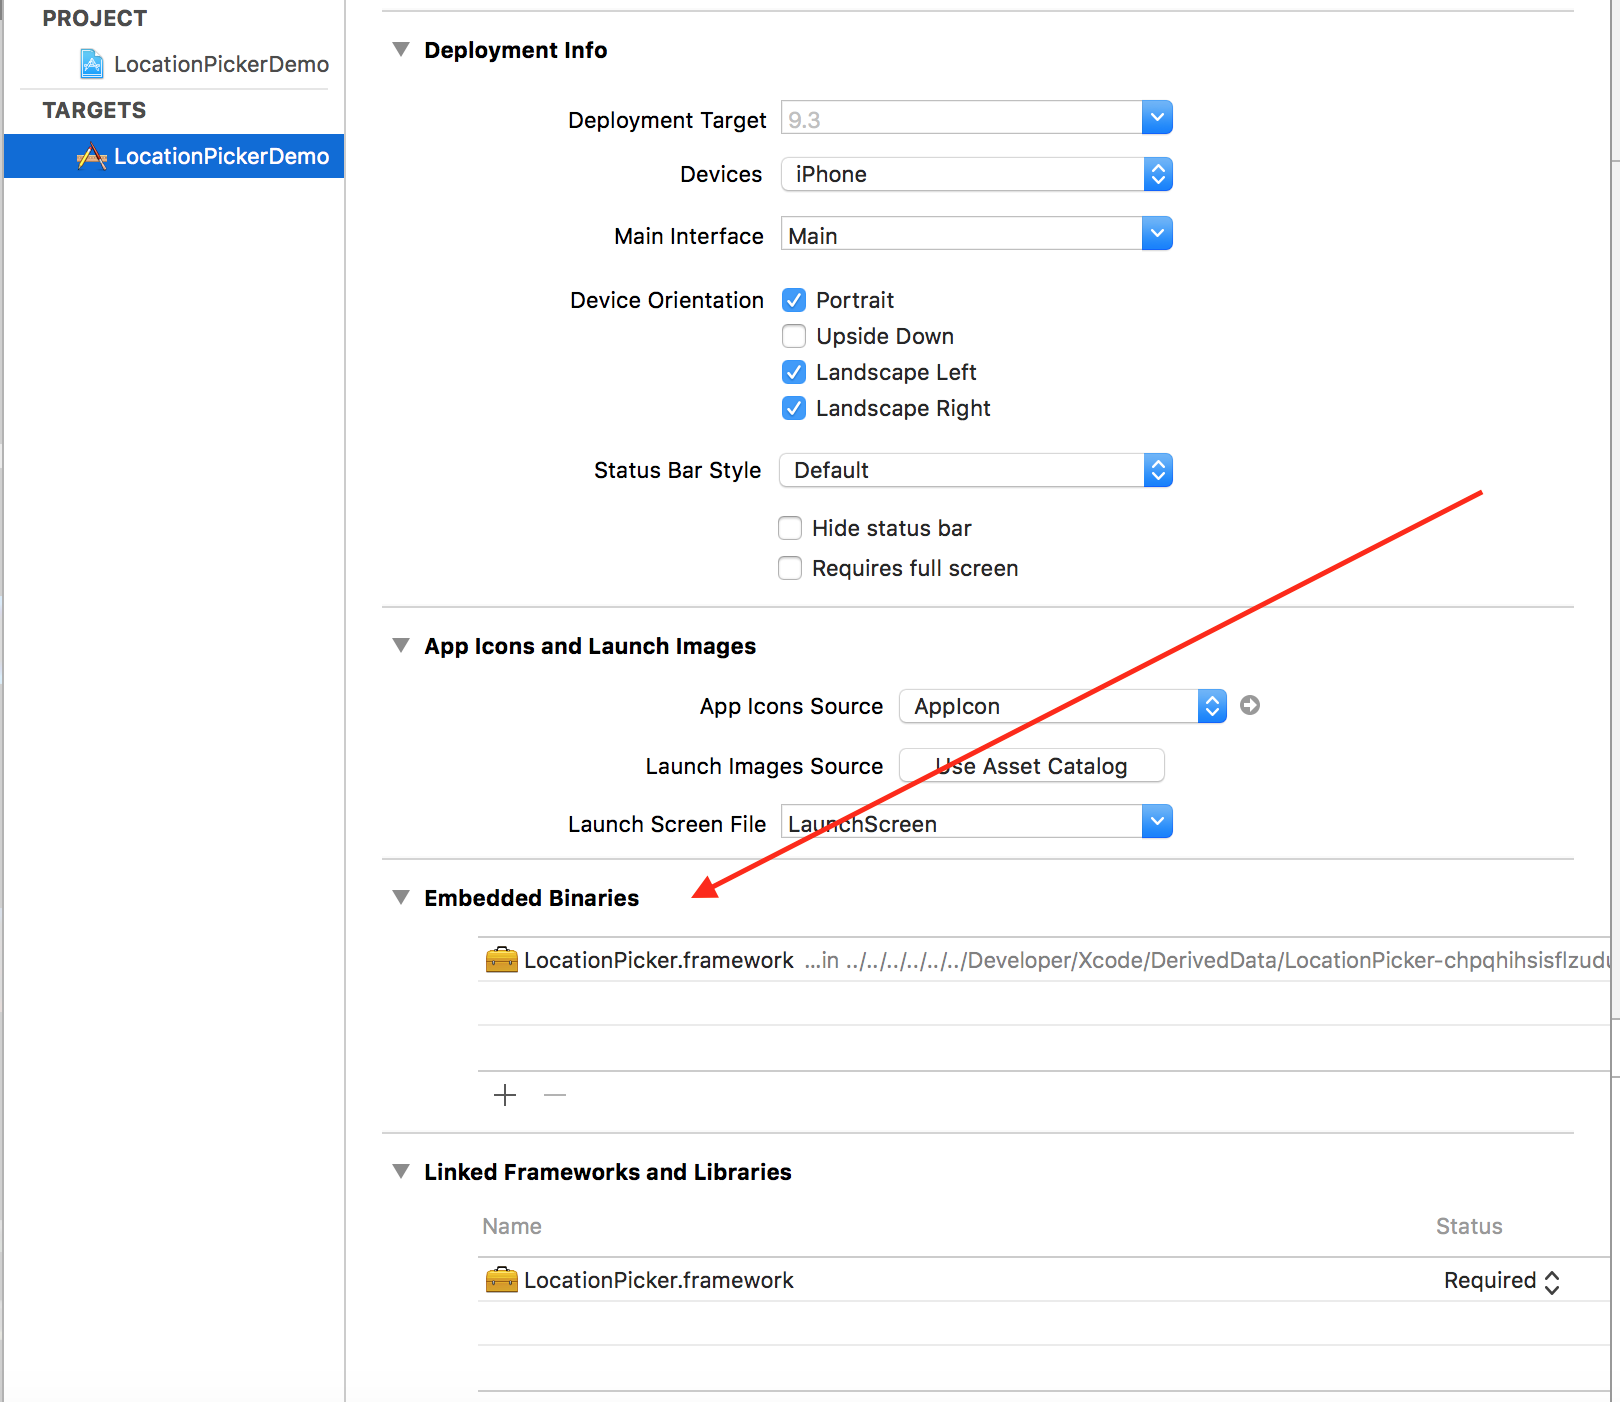 PROJECT
LocationPickerDemo
TARGETS
LocationPickerDemo
Deployment Info
Deployment Target 9.3
Devices iPhone
Main Interface Main
Device Orientation Portrait
Upside Down
Landscape Left
Landscape Right
Status Bar Style Default
Hide status bar
Requires full screen
App Icons and Launch Images
App Icons Source AppIcon
Launch Images Source Use Asset Catalog
Launch Screen File LaunchScreen
Embedded Binaries
LocationPicker.framework ...in ../../../../../../Developer/Xcode/DerivedData/LocationPicker-chpqhihsisflzudu
Linked Frameworks and Libraries
Name Status
LocationPicker.framework Required